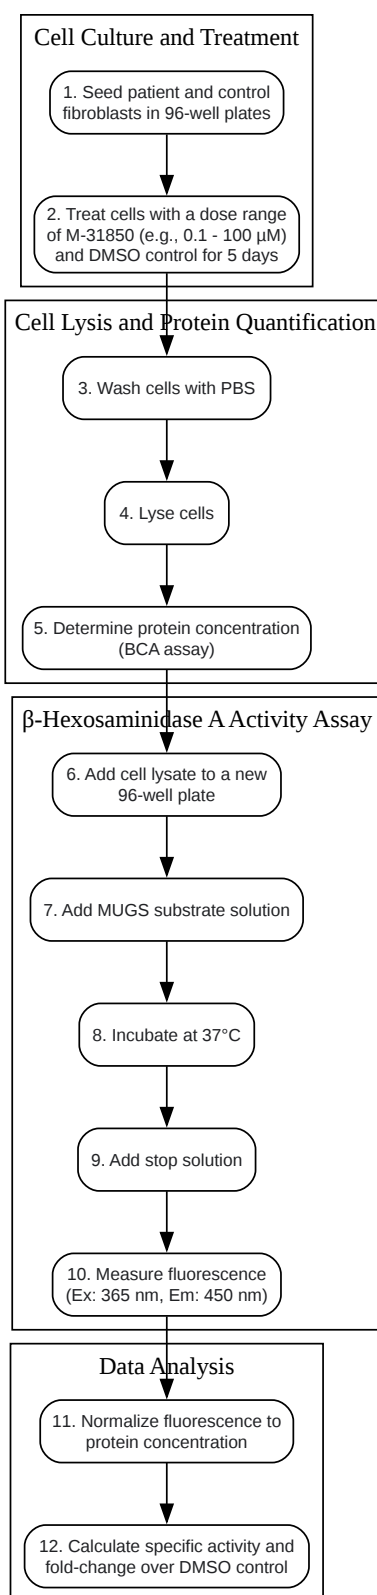 Cell Culture and Treatment
1. Seed patient and control
fibroblasts in 96-well plates
2. Treat cells with a dose range
of M-31850 (e.g., 0.1 - 100 µM)
and DMSO control for 5 days
Cell Lysis and Protein Quantification
3. Wash cells with PBS
4. Lyse cells
5. Determine protein concentration
(BCA assay)
β-Hexosaminidase A Activity Assay
6. Add cell lysate to a new
96-well plate
7. Add MUGS substrate solution
8. Incubate at 37°C
9. Add stop solution
10. Measure fluorescence
(Ex: 365 nm, Em: 450 nm)
Data Analysis
11. Normalize fluorescence to
protein concentration
12. Calculate specific activity and
fold-change over DMSO control